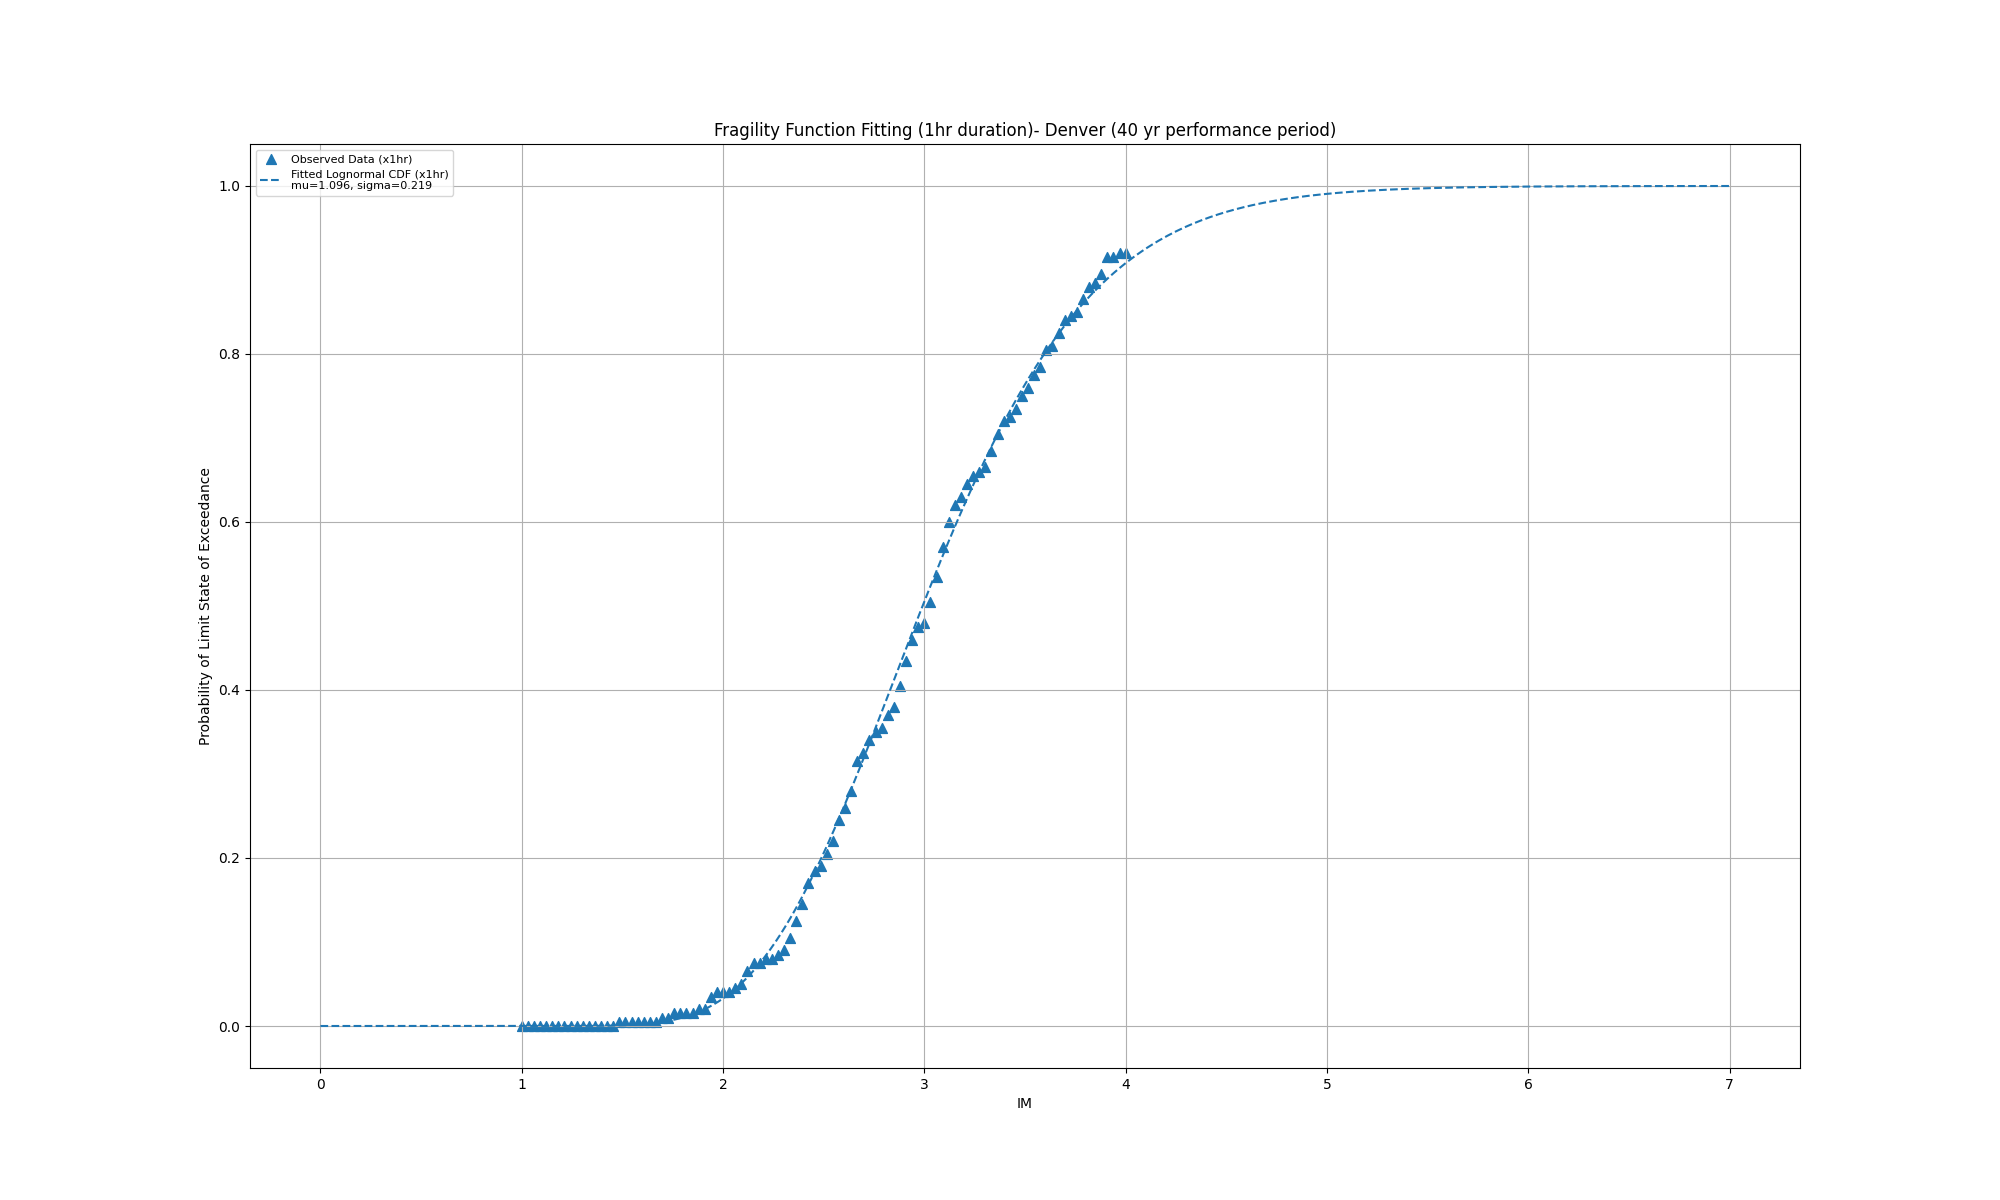 Fragility Function Fitting (1hr duration)- Denver (40 yr performance period)
Observed Data (x1hr)
Fitted Lognormal CDF (x1hr)
mu=1.096, sigma=0.219
1.0
0.8
0.6
0.4
0.2
0.0
Probability of Limit State of Exceedance
0 1 2 3 4 5 6 7
IM